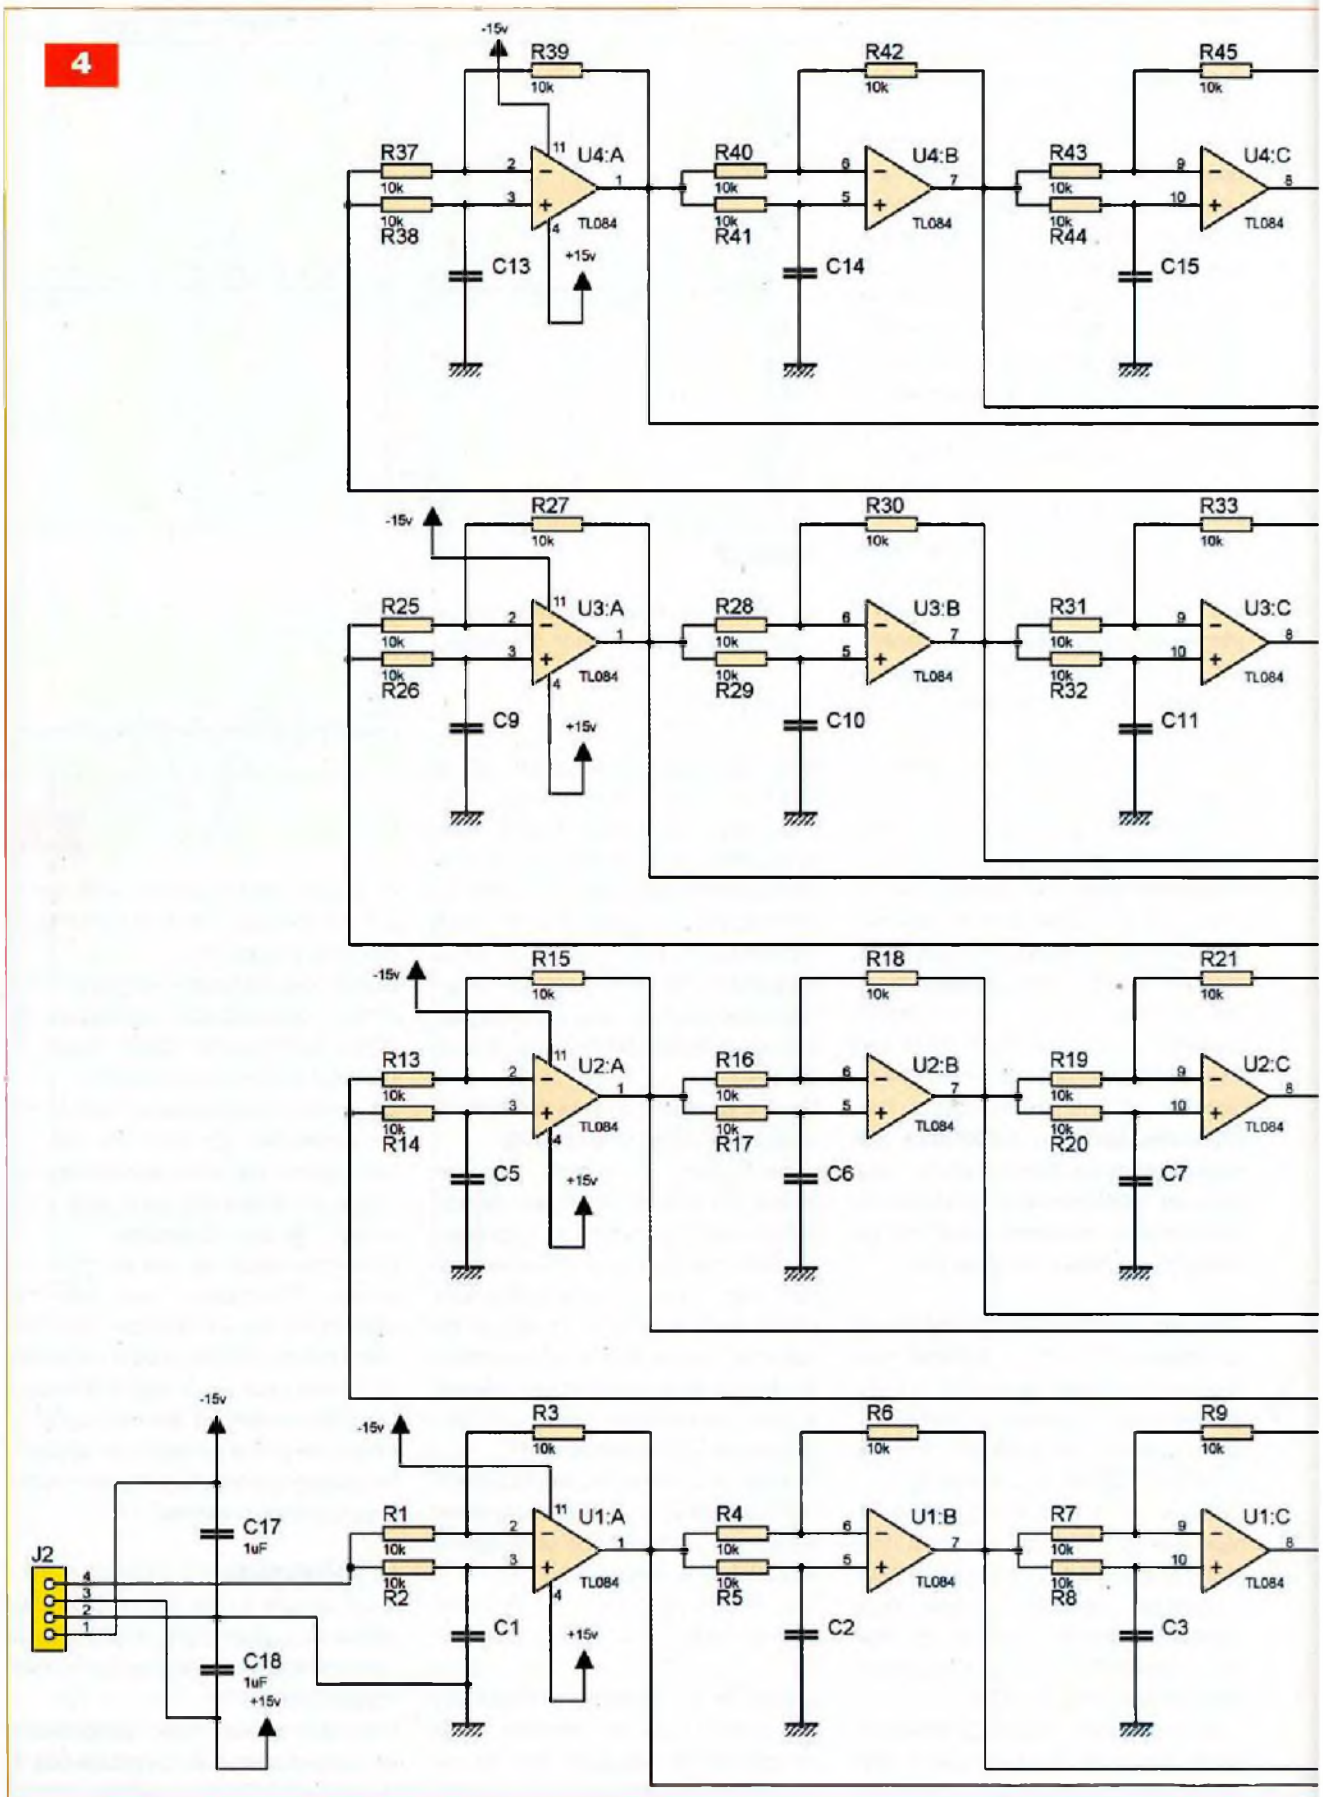 4
-15v
R39
10k
R42
10k
R45
10k
R37
10k
10k
R38
2
3
11
4
U4:A
1
TL084
+15v
C13
R40
10k
10k
R41
6
5
U4:B
7
TL084
C14
R43
10k
10k
R44
9
10
U4:C
8
TL084
C15
-15v
R27
10k
R30
10k
R33
10k
R25
10k
10k
R26
2
3
11
4
U3:A
1
TL084
+15v
C9
R28
10k
10k
R29
6
5
U3:B
7
TL084
C10
R31
10k
10k
R32
9
10
U3:C
8
TL084
C11
-15v
R15
10k
R18
10k
R21
10k
R13
10k
10k
R14
2
3
11
4
U2:A
1
TL084
+15v
C5
R16
10k
10k
R17
6
5
U2:B
7
TL084
C6
R19
10k
10k
R20
9
10
U2:C
8
TL084
C7
-15v
-15v
R3
10k
R6
10k
R9
10k
C17
1uF
J2
4
3
2
1
C18
1uF
+15v
R1
10k
10k
R2
2
3
11
4
U1:A
1
TL084
+15v
C1
R4
10k
10k
R5
6
5
U1:B
7
TL084
C2
R7
10k
10k
R8
9
10
U1:C
8
TL084
C3